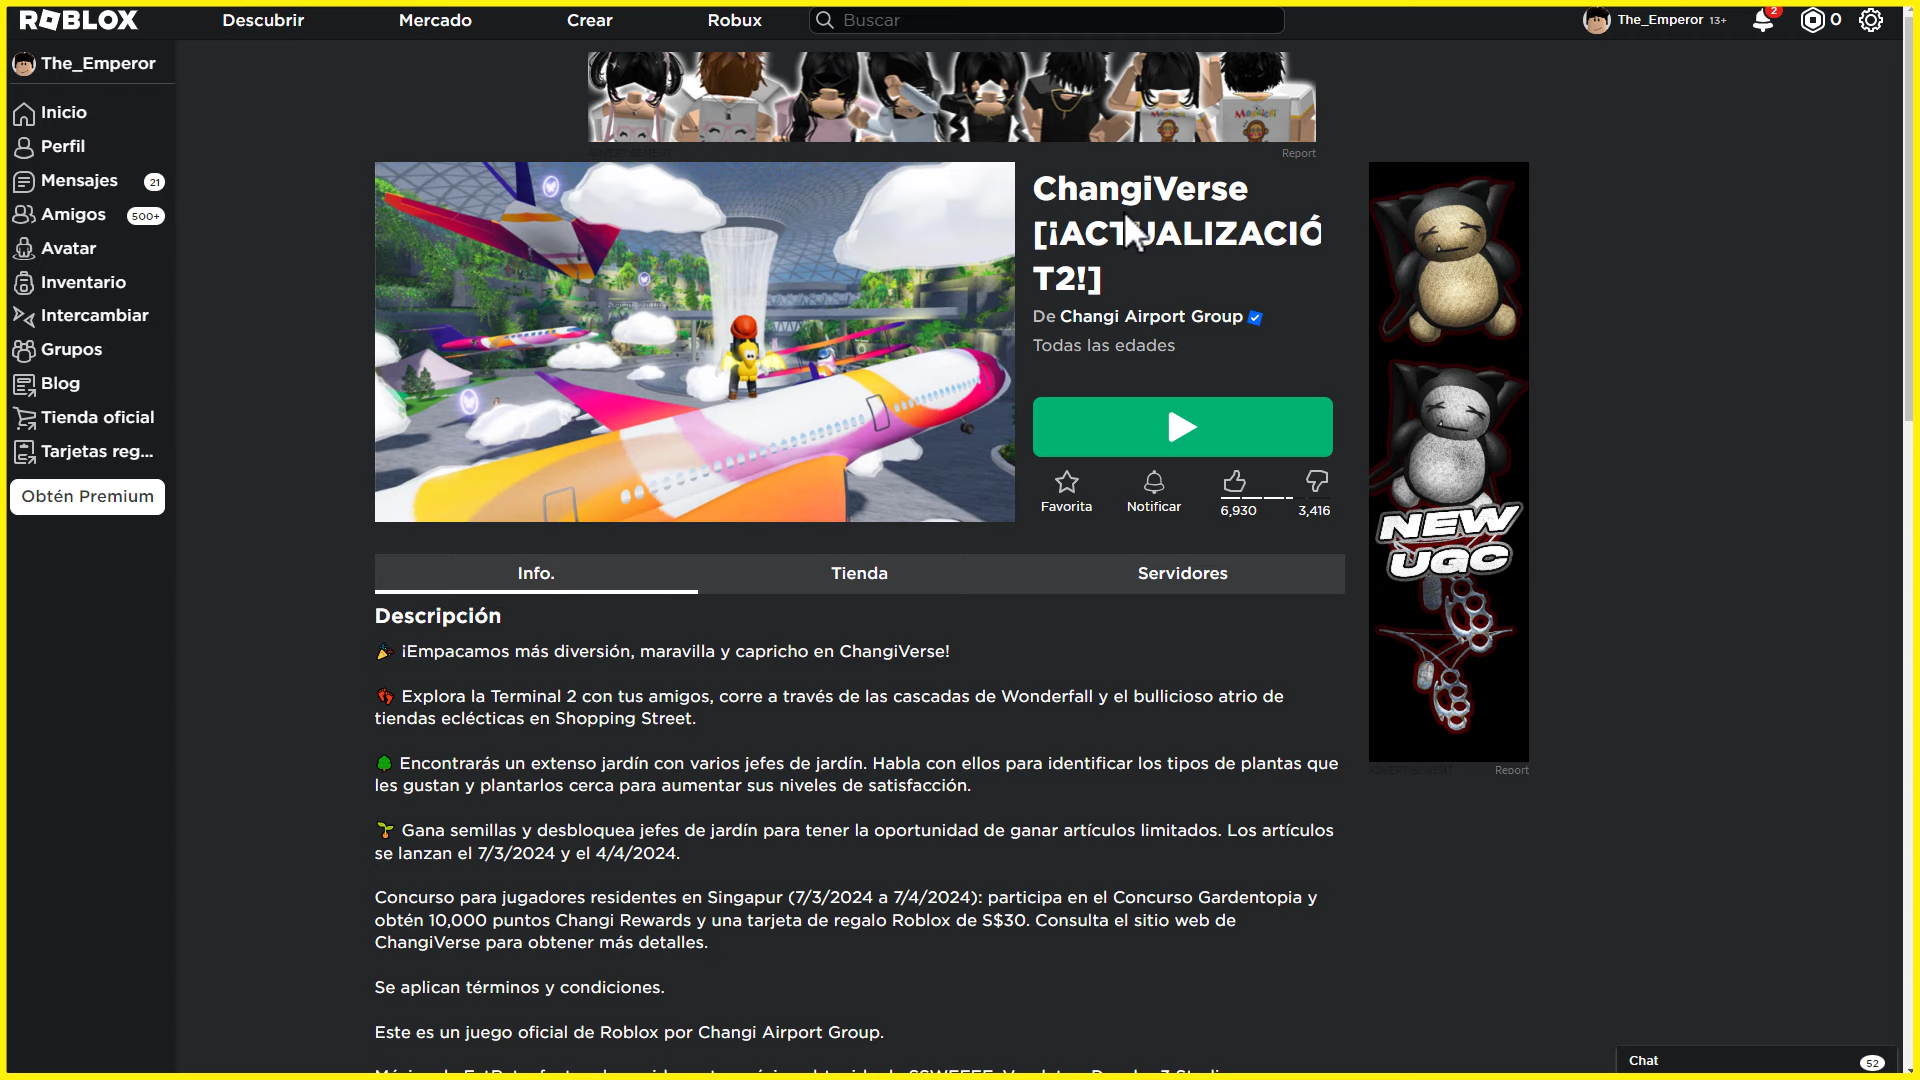 ROBLOX
Descubrir
Mercado
Crear
Robux
Buscar
The_Emperor 13+
2
0
The_Emperor
Inicio
Perfil
Mensajes 21
Amigos 500+
Avatar
Inventario
Intercambiar
Grupos
Blog
Tienda oficial
Tarjetas reg...
Obtén Premium
ADVERTISEMENT
Report
ChangiVerse
[¡ACTUALIZACIÓ
T2!]
De Changi Airport Group
Todas las edades
Favorita
Notificar
6,930
3,416
NEW
UGC
ADVERTISEMENT
Report
Info.
Tienda
Servidores
Descripción
¡Empacamos más diversión, maravilla y capricho en ChangiVerse!
Explora la Terminal 2 con tus amigos, corre a través de las cascadas de Wonderfall y el bullicioso atrio de
tiendas eclécticas en Shopping Street.
Encontrarás un extenso jardín con varios jefes de jardín. Habla con ellos para identificar los tipos de plantas que
les gustan y plantarlos cerca para aumentar sus niveles de satisfacción.
Gana semillas y desbloquea jefes de jardín para tener la oportunidad de ganar artículos limitados. Los artículos
se lanzan el 7/3/2024 y el 4/4/2024.
Concurso para jugadores residentes en Singapur (7/3/2024 a 7/4/2024): participa en el Concurso Gardentopia y
obtén 10,000 puntos Changi Rewards y una tarjeta de regalo Roblox de S$30. Consulta el sitio web de
ChangiVerse para obtener más detalles.
Se aplican términos y condiciones.
Este es un juego oficial de Roblox por Changi Airport Group.
Chat
52